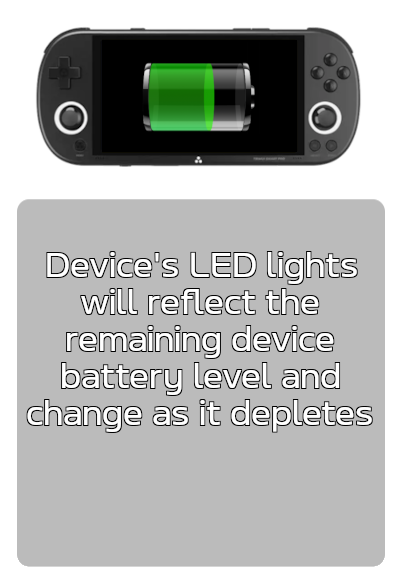 Device's LED lights
will reflect the
remaining device
battery level and
change as it depletes